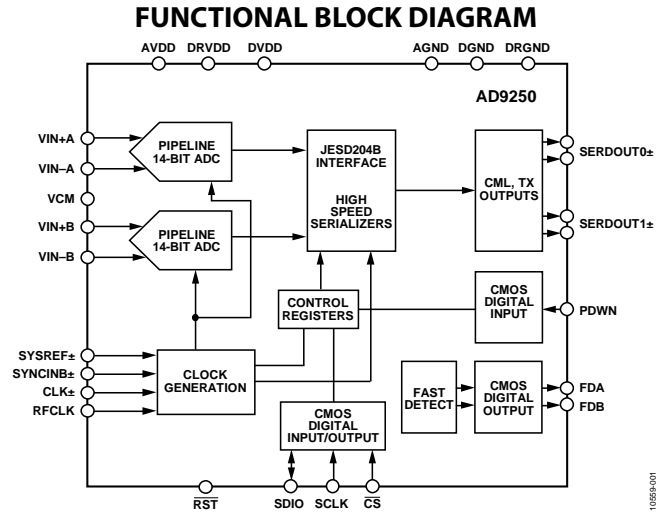 FUNCTIONAL BLOCK DIAGRAM
AVDD DRVDD DVDD AGND DGND DRGND
AD9250
VIN+A
VIN–A
VCM
VIN+B
VIN–B
PIPELINE
14-BIT ADC
PIPELINE
14-BIT ADC
JESD204B
INTERFACE
HIGH
SPEED
SERIALIZERS
CML, TX
OUTPUTS
SERDOUT0±
SERDOUT1±
CONTROL
REGISTERS
CMOS
DIGITAL
INPUT
PDWN
SYSREF±
SYNCINB±
CLK±
RFCLK
CLOCK
GENERATION
CMOS
DIGITAL
INPUT/OUTPUT
FAST
DETECT
CMOS
DIGITAL
OUTPUT
FDA
FDB
RST SDIO SCLK CS
10559-001